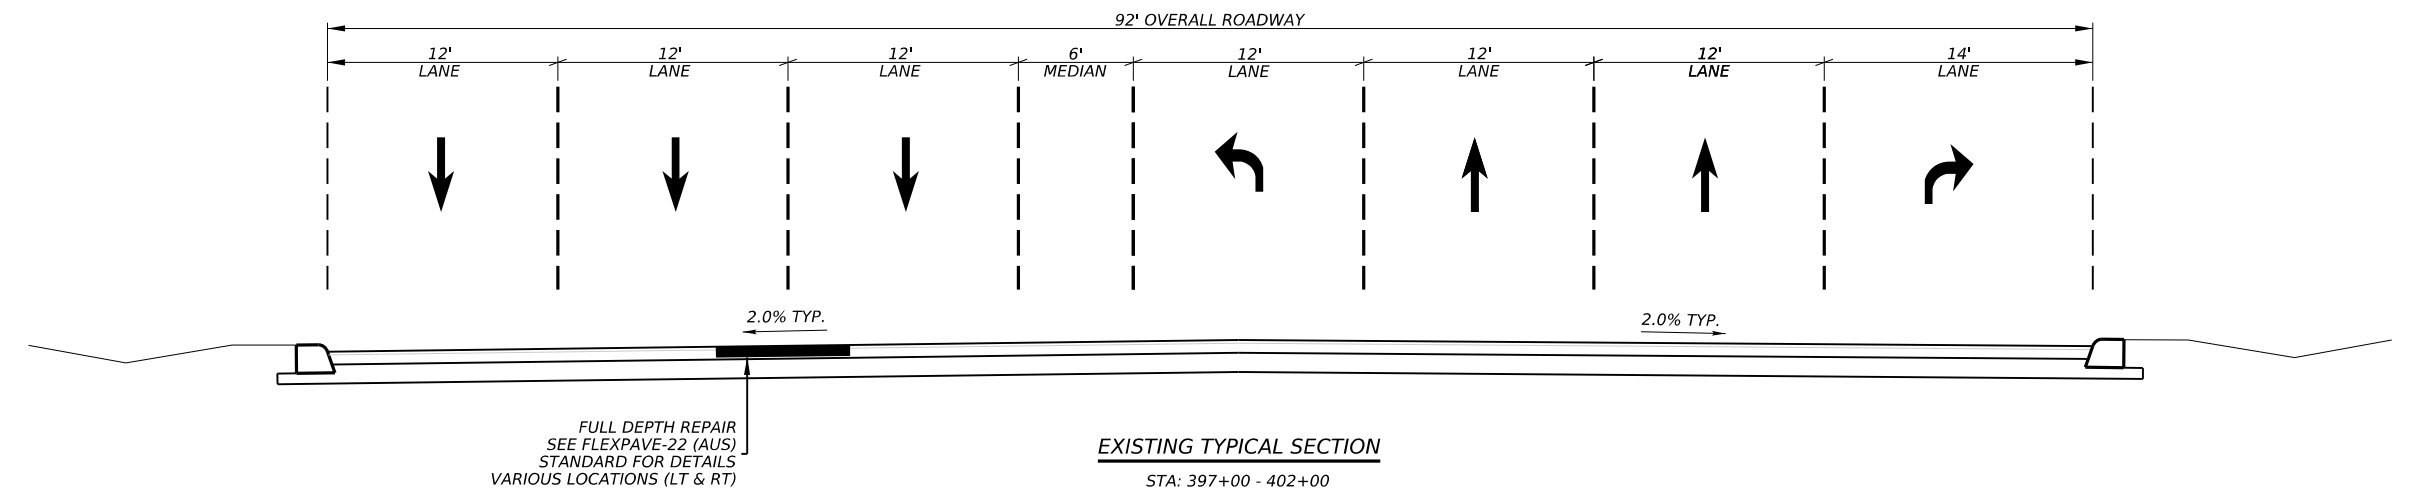 92' OVERALL ROADWAY
12' 12' 12' 6' 12' 12' 12' 14'
LANE LANE LANE MEDIAN LANE LANE LANE LANE
2.0% TYP. 2.0% TYP.
FULL DEPTH REPAIR
SEE FLEXPAVE-22 (AUS)
STANDARD FOR DETAILS
VARIOUS LOCATIONS (LT & RT)
EXISTING TYPICAL SECTION
STA: 397+00 - 402+00